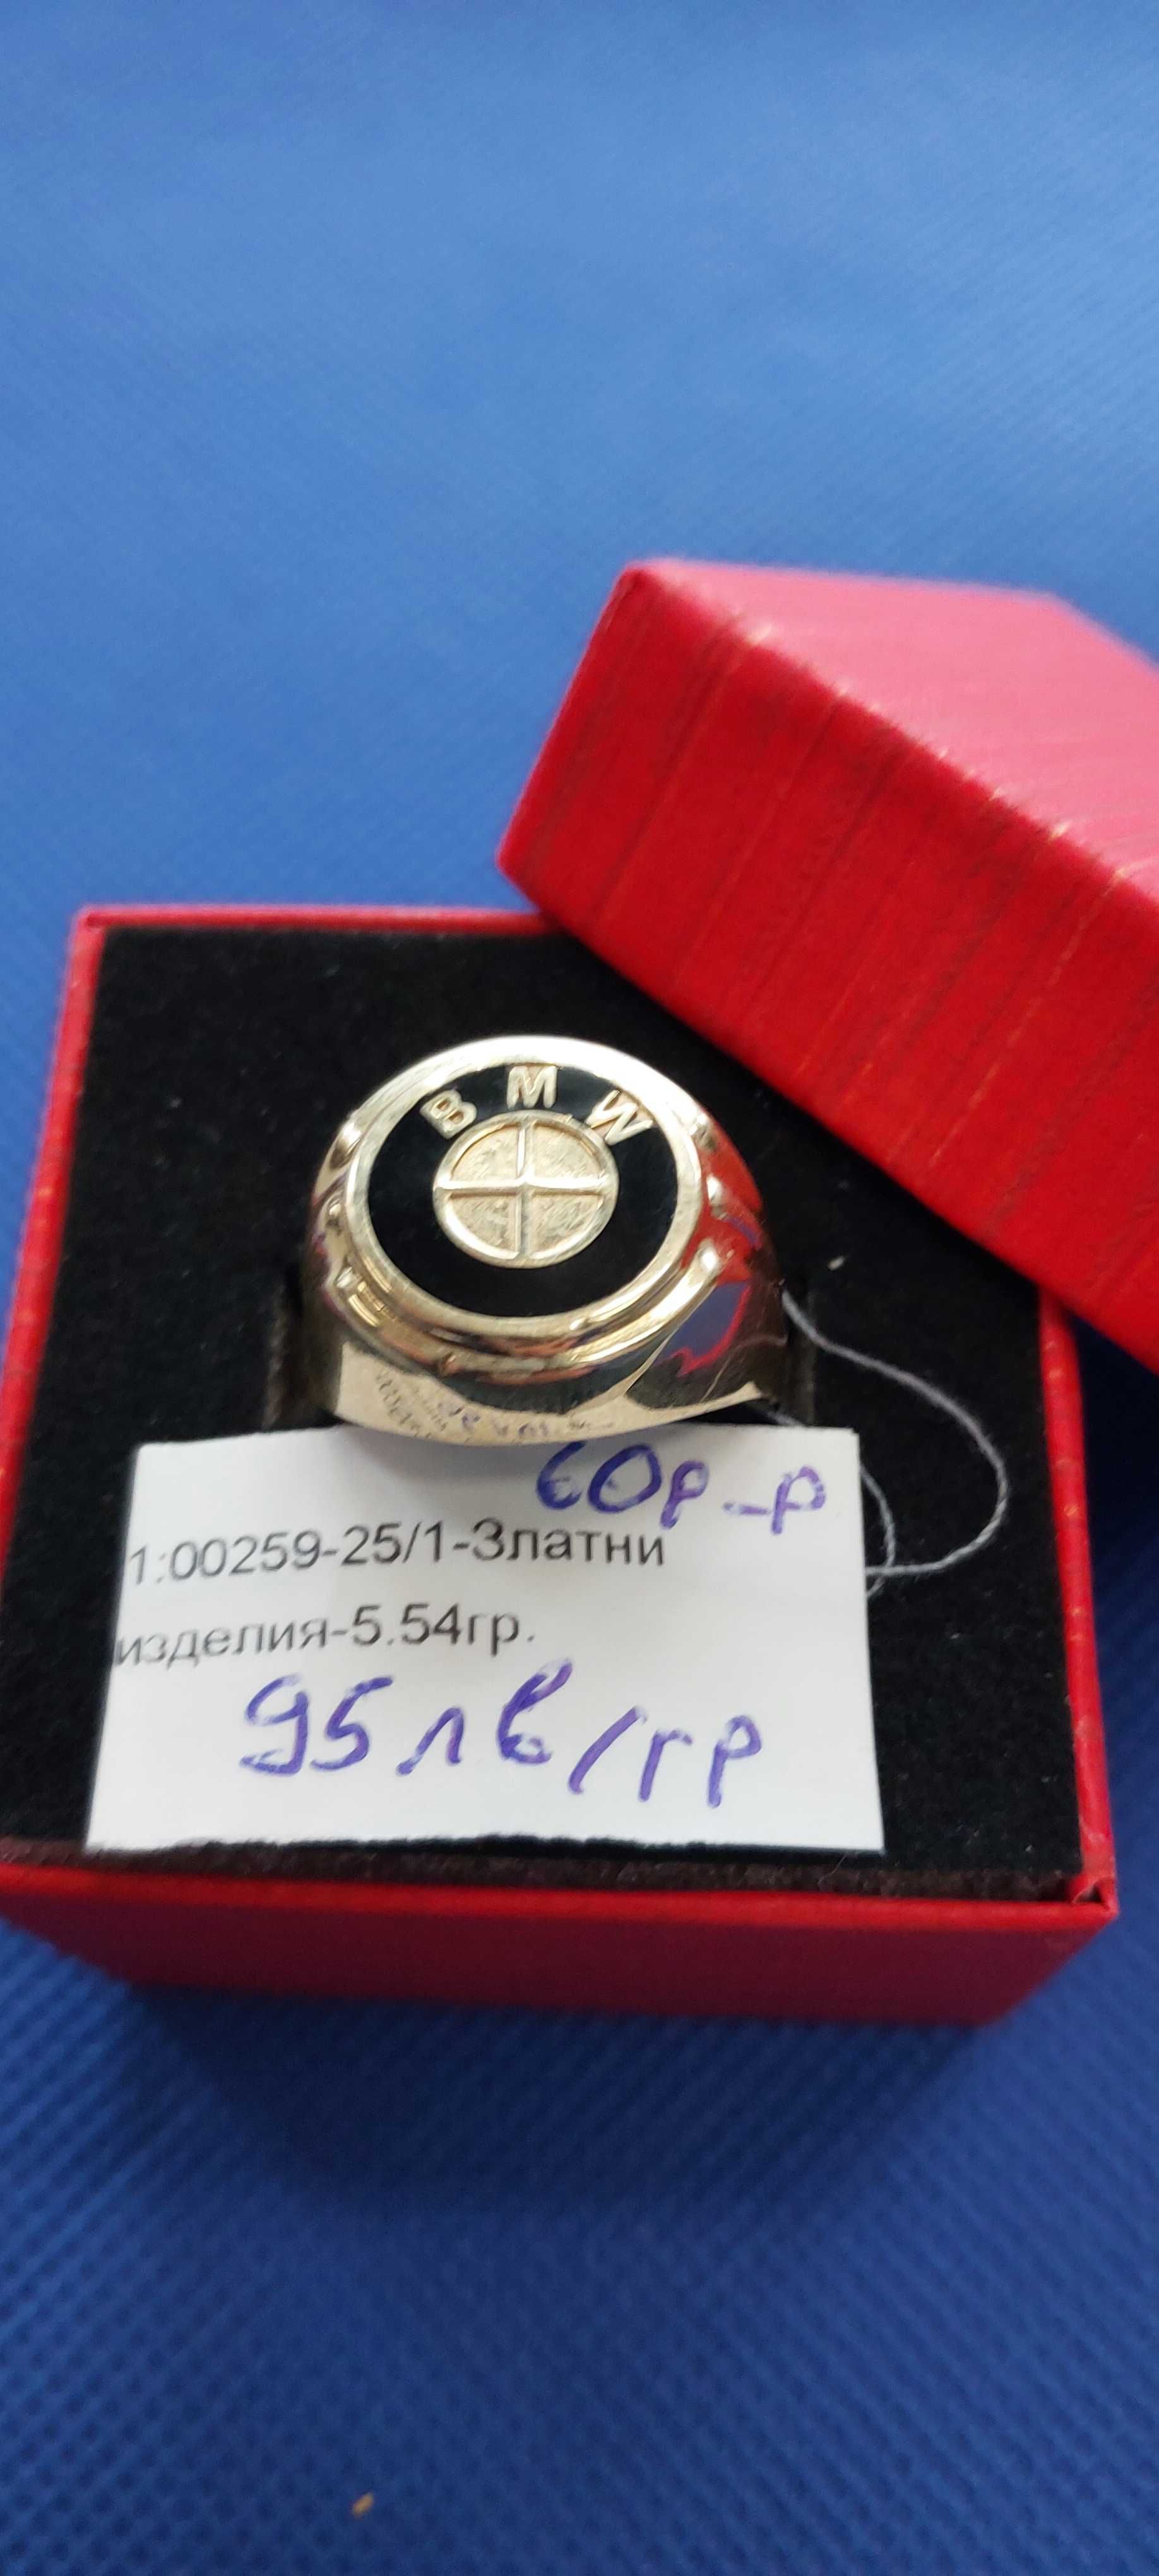 BMW
60р-р
1:00259-25/1-Златни
изделия-5.54гр.
95лв/гр